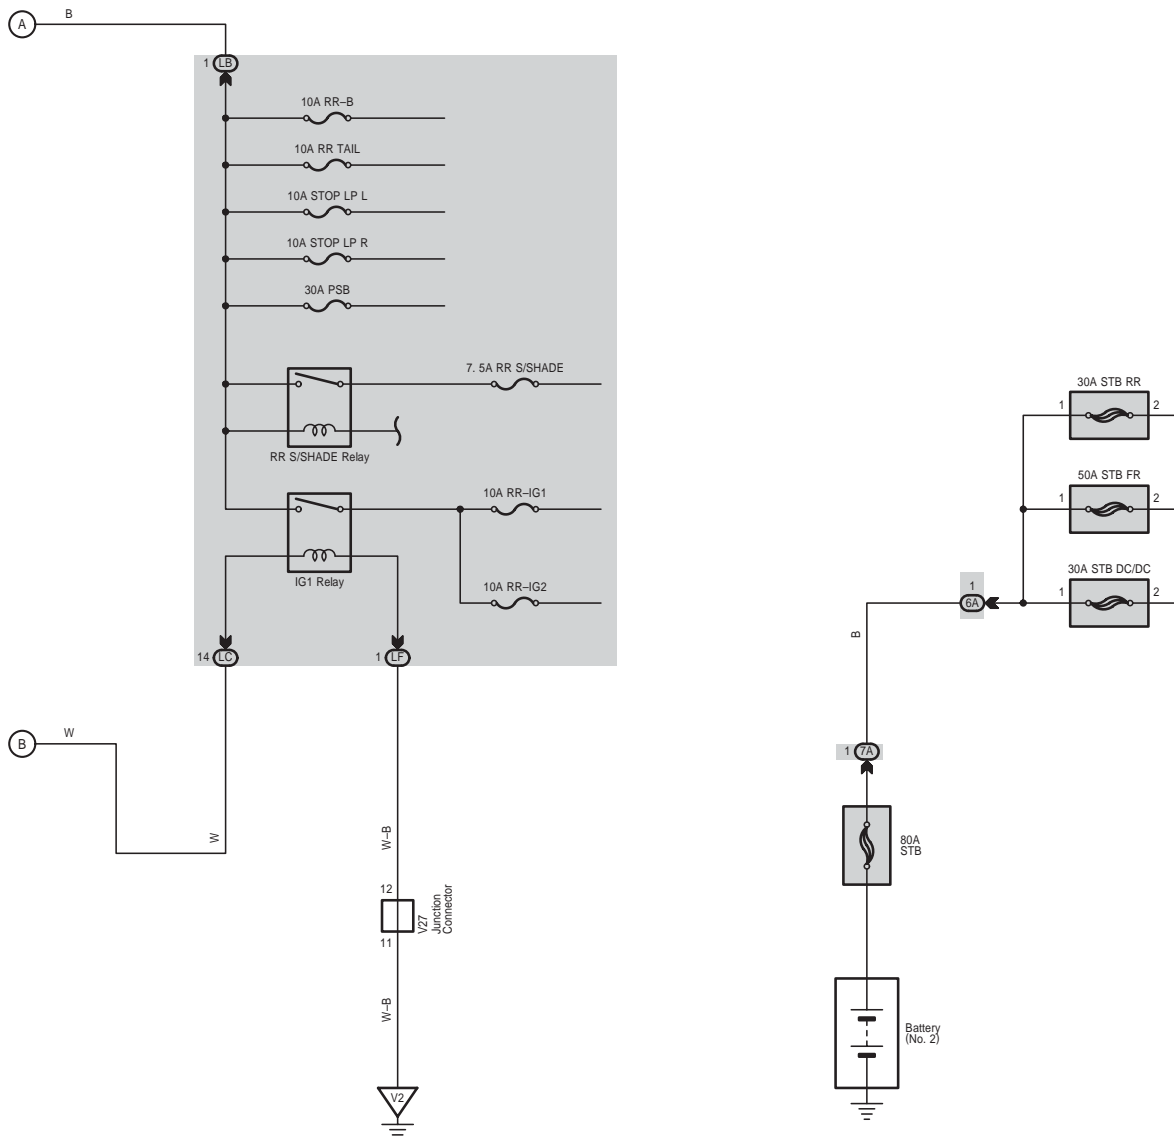 A
B
1 LB
10A RR–B
10A RR TAIL
10A STOP LP L
10A STOP LP R
30A PSB
7. 5A RR S/SHADE
RR S/SHADE Relay
10A RR–IG1
IG1 Relay
10A RR–IG2
14 LC
1 LF
B
W
W
W–B
12
V27
Junction
Connector
11
W–B
V2
30A STB RR
1
2
50A STB FR
1
2
30A STB DC/DC
1
2
1
6A
B
1 7A
80A
STB
Battery
(No. 2)